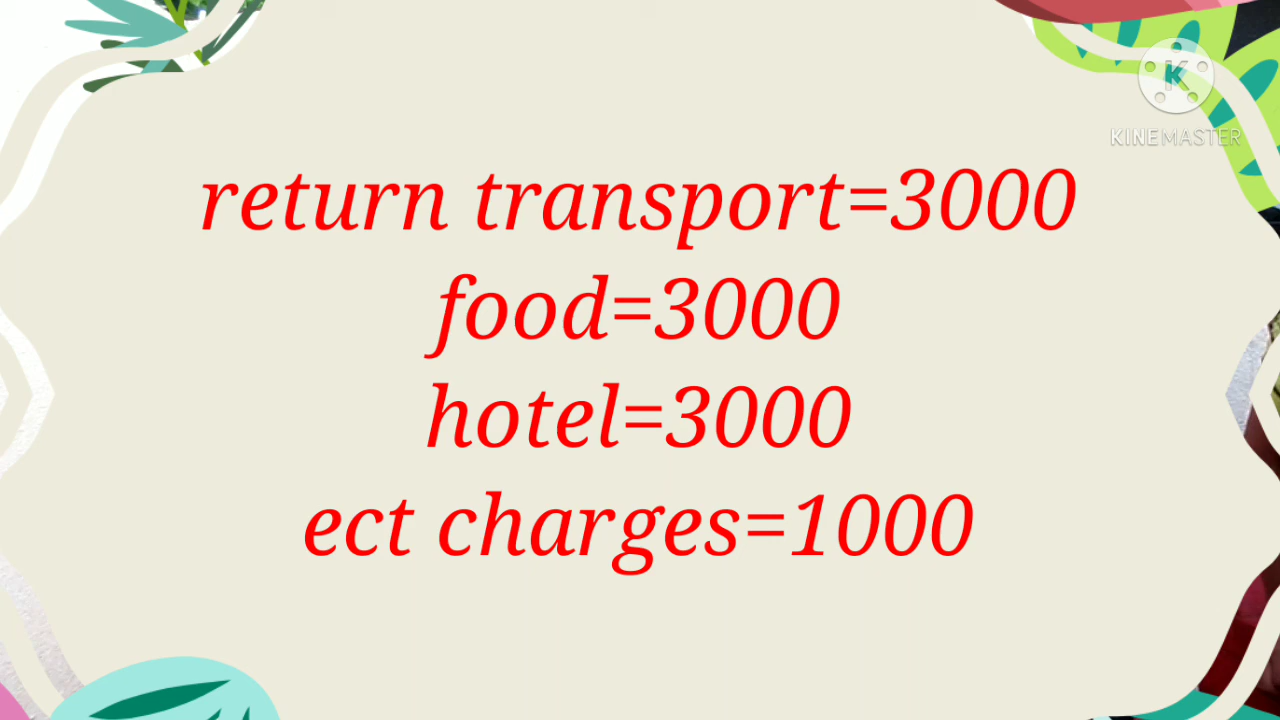 KINEMASTER
return transport=3000
food=3000
hotel=3000
ect charges=1000